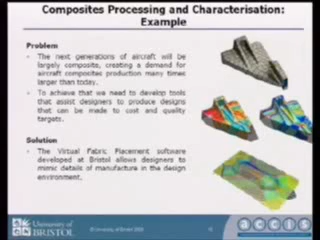 Composites Processing and Characterisation:
Example
Problem
- The next generations of aircraft will be
largely composite, creating a demand for
aircraft composites production many times
larger than today.
- To achieve that we need to develop tools
that assist designers to produce designs
that can be made to cost and quality
targets.
Solution
- The Virtual Fabric Placement software
developed at Bristol allows designers to
mimic details of manufacture in the design
environment.
University of
BRISTOL
accis